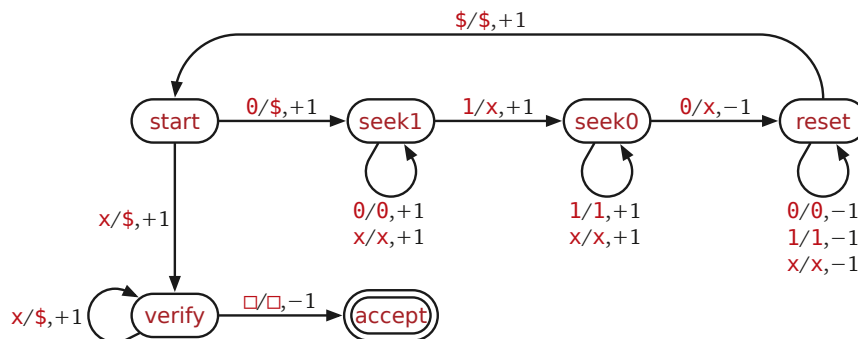 $/$,+1
start
0/$,+1
seek1
1/x,+1
seek0
0/x,−1
reset
0/0,+1
x/x,+1
1/1,+1
x/x,+1
0/0,−1
1/1,−1
x/x,−1
x/$,+1
x/$,+1
verify
□/□,−1
accept